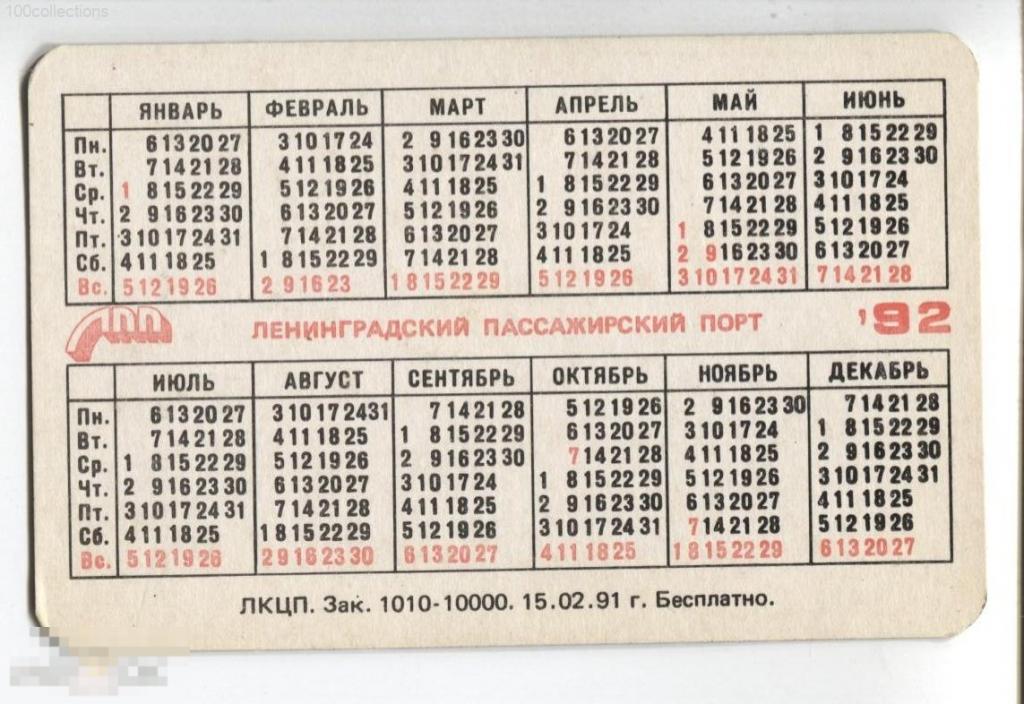 100collections
ЯНВАРЬ ФЕВРАЛЬ МАРТ АПРЕЛЬ МАЙ ИЮНЬ
Пн. 6 13 20 27 3 10 17 24 2 9 16 23 30 6 13 20 27 4 11 18 25 1 8 15 22 29
Вт. 7 14 21 28 4 11 18 25 3 10 17 24 31 7 14 21 28 5 12 19 26 2 9 16 23 30
Ср. 1 8 15 22 29 5 12 19 26 4 11 18 25 1 8 15 22 29 6 13 20 27 3 10 17 24
Чт. 2 9 16 23 30 6 13 20 27 5 12 19 26 2 9 16 23 30 7 14 21 28 4 11 18 25
Пт. 3 10 17 24 31 7 14 21 28 6 13 20 27 3 10 17 24 1 8 15 22 29 5 12 19 26
Сб. 4 11 18 25 1 8 15 22 29 7 14 21 28 4 11 18 25 2 9 16 23 30 6 13 20 27
Вс. 5 12 19 26 2 9 16 23 1 8 15 22 29 5 12 19 26 3 10 17 24 31 7 14 21 28
ЛПП ЛЕНИНГРАДСКИЙ ПАССАЖИРСКИЙ ПОРТ '92
ИЮЛЬ АВГУСТ СЕНТЯБРЬ ОКТЯБРЬ НОЯБРЬ ДЕКАБРЬ
Пн. 6 13 20 27 3 10 17 24 31 7 14 21 28 5 12 19 26 2 9 16 23 30 7 14 21 28
Вт. 7 14 21 28 4 11 18 25 1 8 15 22 29 6 13 20 27 3 10 17 24 1 8 15 22 29
Ср. 1 8 15 22 29 5 12 19 26 2 9 16 23 30 7 14 21 28 4 11 18 25 2 9 16 23 30
Чт. 2 9 16 23 30 6 13 20 27 3 10 17 24 1 8 15 22 29 5 12 19 26 3 10 17 24 31
Пт. 3 10 17 24 31 7 14 21 28 4 11 18 25 2 9 16 23 30 6 13 20 27 4 11 18 25
Сб. 4 11 18 25 1 8 15 22 29 5 12 19 26 3 10 17 24 31 7 14 21 28 5 12 19 26
Вс. 5 12 19 26 2 9 16 23 30 6 13 20 27 4 11 18 25 1 8 15 22 29 6 13 20 27
ЛКЦП. Зак. 1010-10000. 15.02.91 г. Бесплатно.